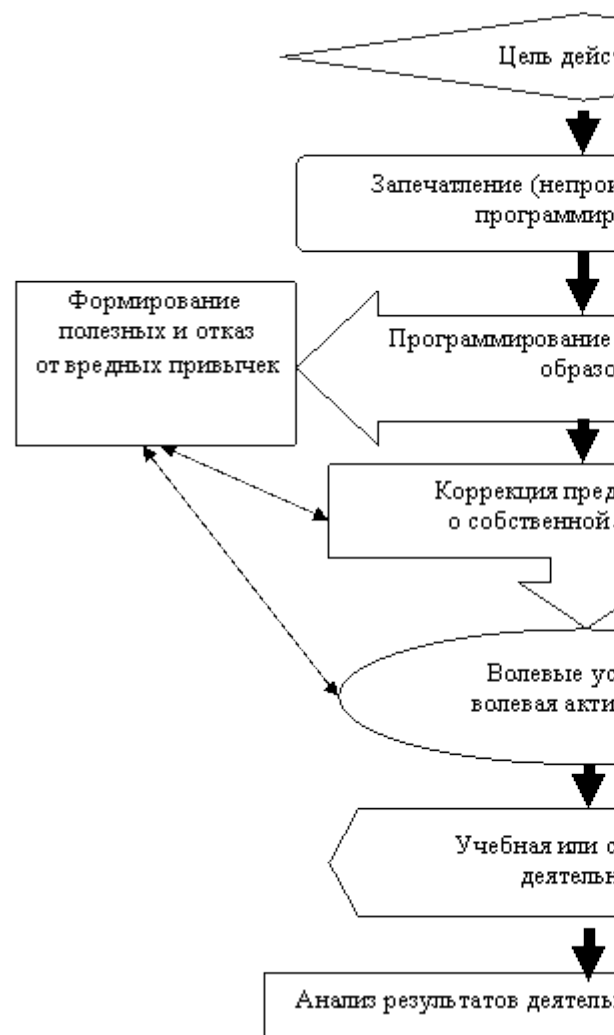 Цель дейс
Запечатление (непрои
программир
Формирование
полезных и отказ
от вредных привычек
Программирование
образо
Коррекция пред
о собственной
Волевые ус
волевая акти
Учебная или с
деятельн
Анализ результатов деятель